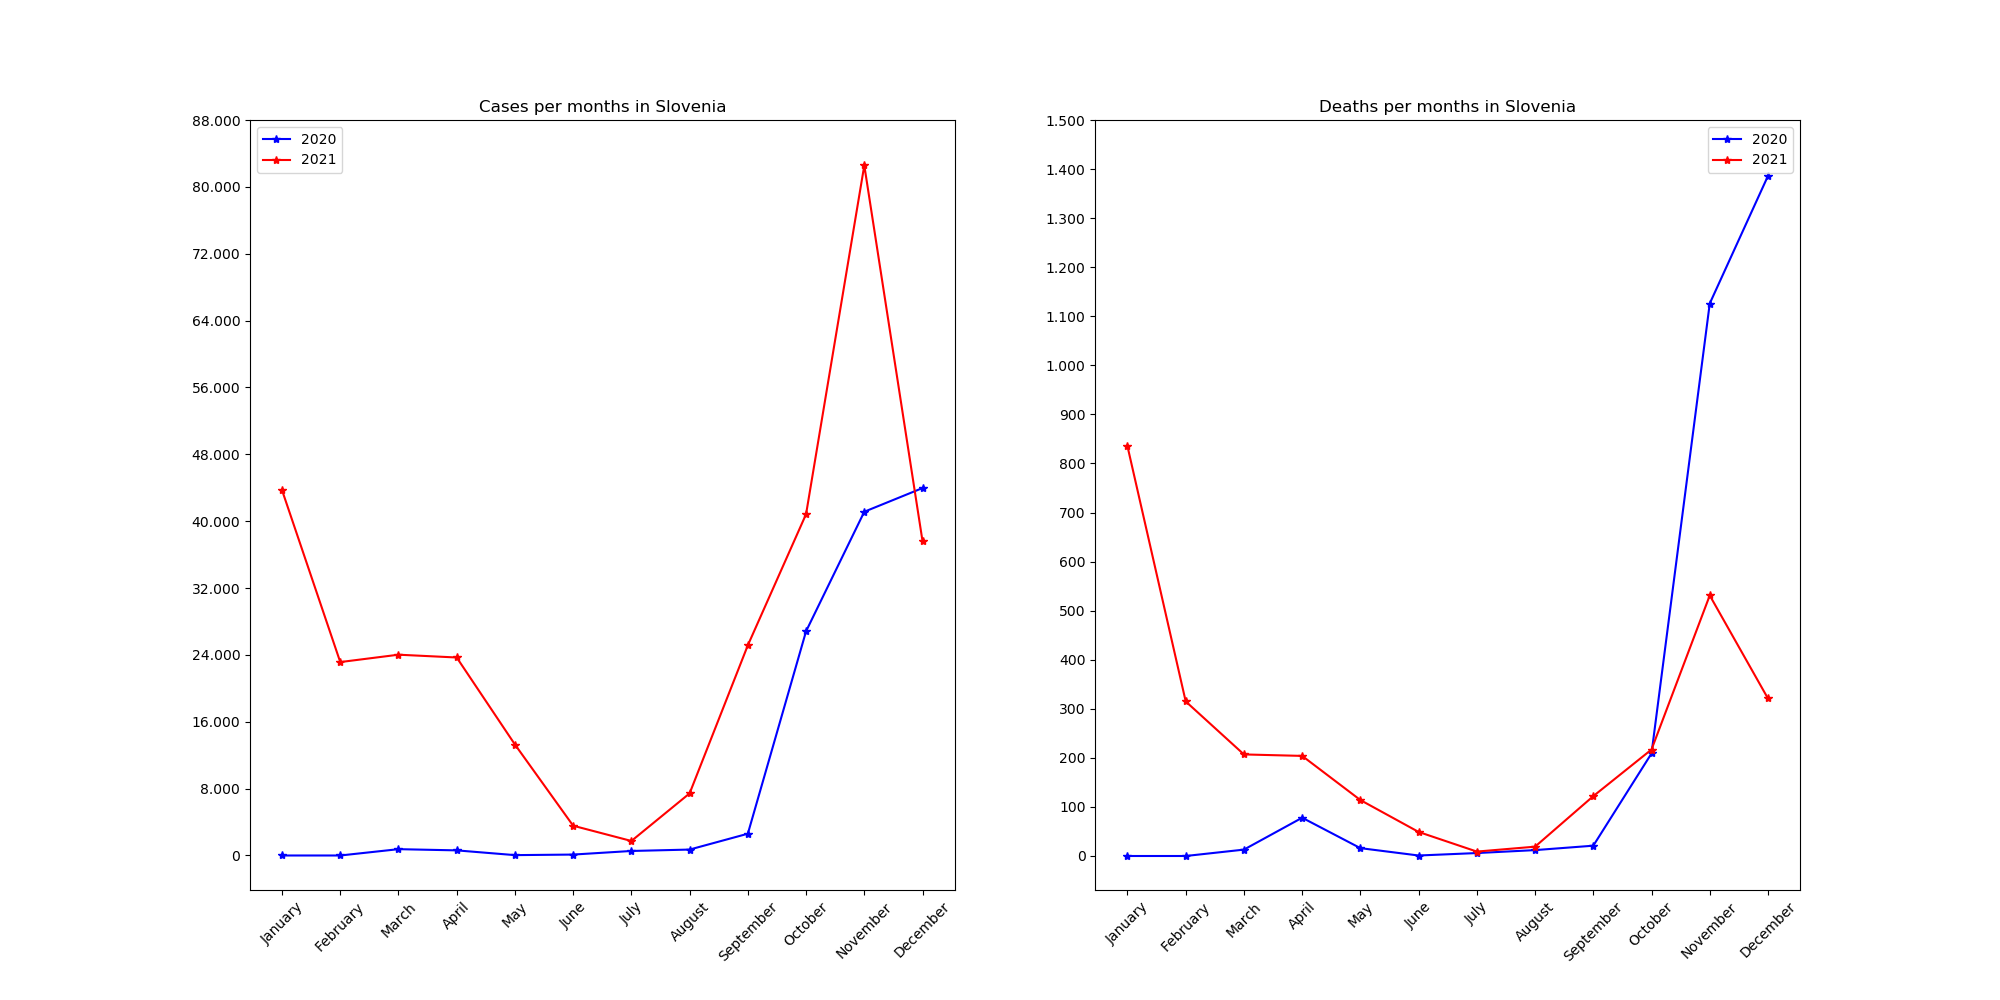 Cases per months in Slovenia
88.000
80.000
72.000
64.000
56.000
48.000
40.000
32.000
24.000
16.000
8.000
0
2020
2021
January
February
March
April
May
June
July
August
September
October
November
December
Deaths per months in Slovenia
1.500
1.400
1.300
1.200
1.100
1.000
900
800
700
600
500
400
300
200
100
0
2020
2021
January
February
March
April
May
June
July
August
September
October
November
December